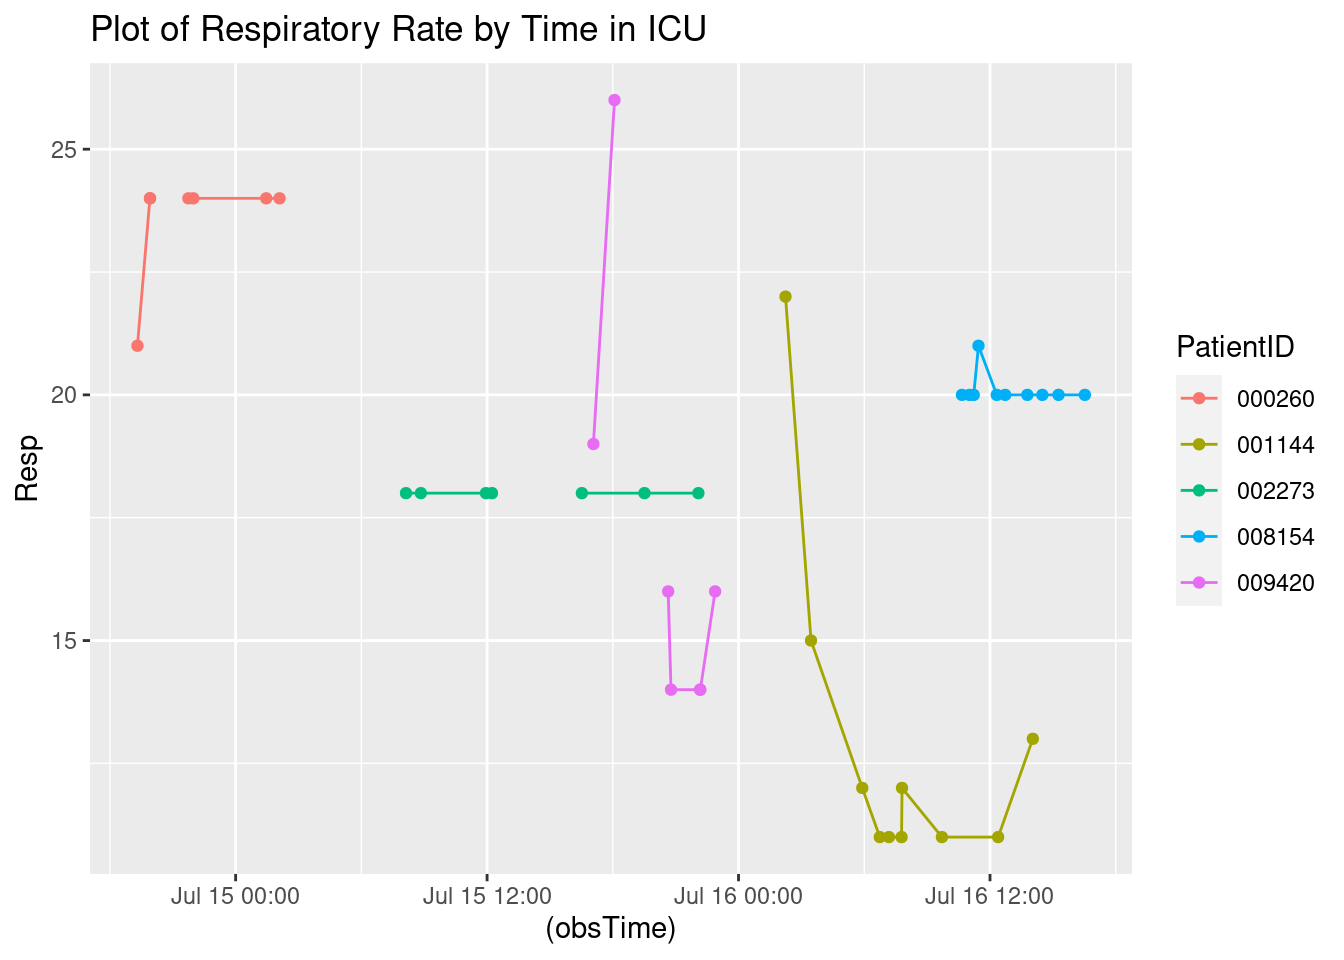 Plot of Respiratory Rate by Time in ICU
25
20
15
Resp
Jul 15 00:00
Jul 15 12:00
Jul 16 00:00
Jul 16 12:00
(obsTime)
PatientID
000260
001144
002273
008154
009420